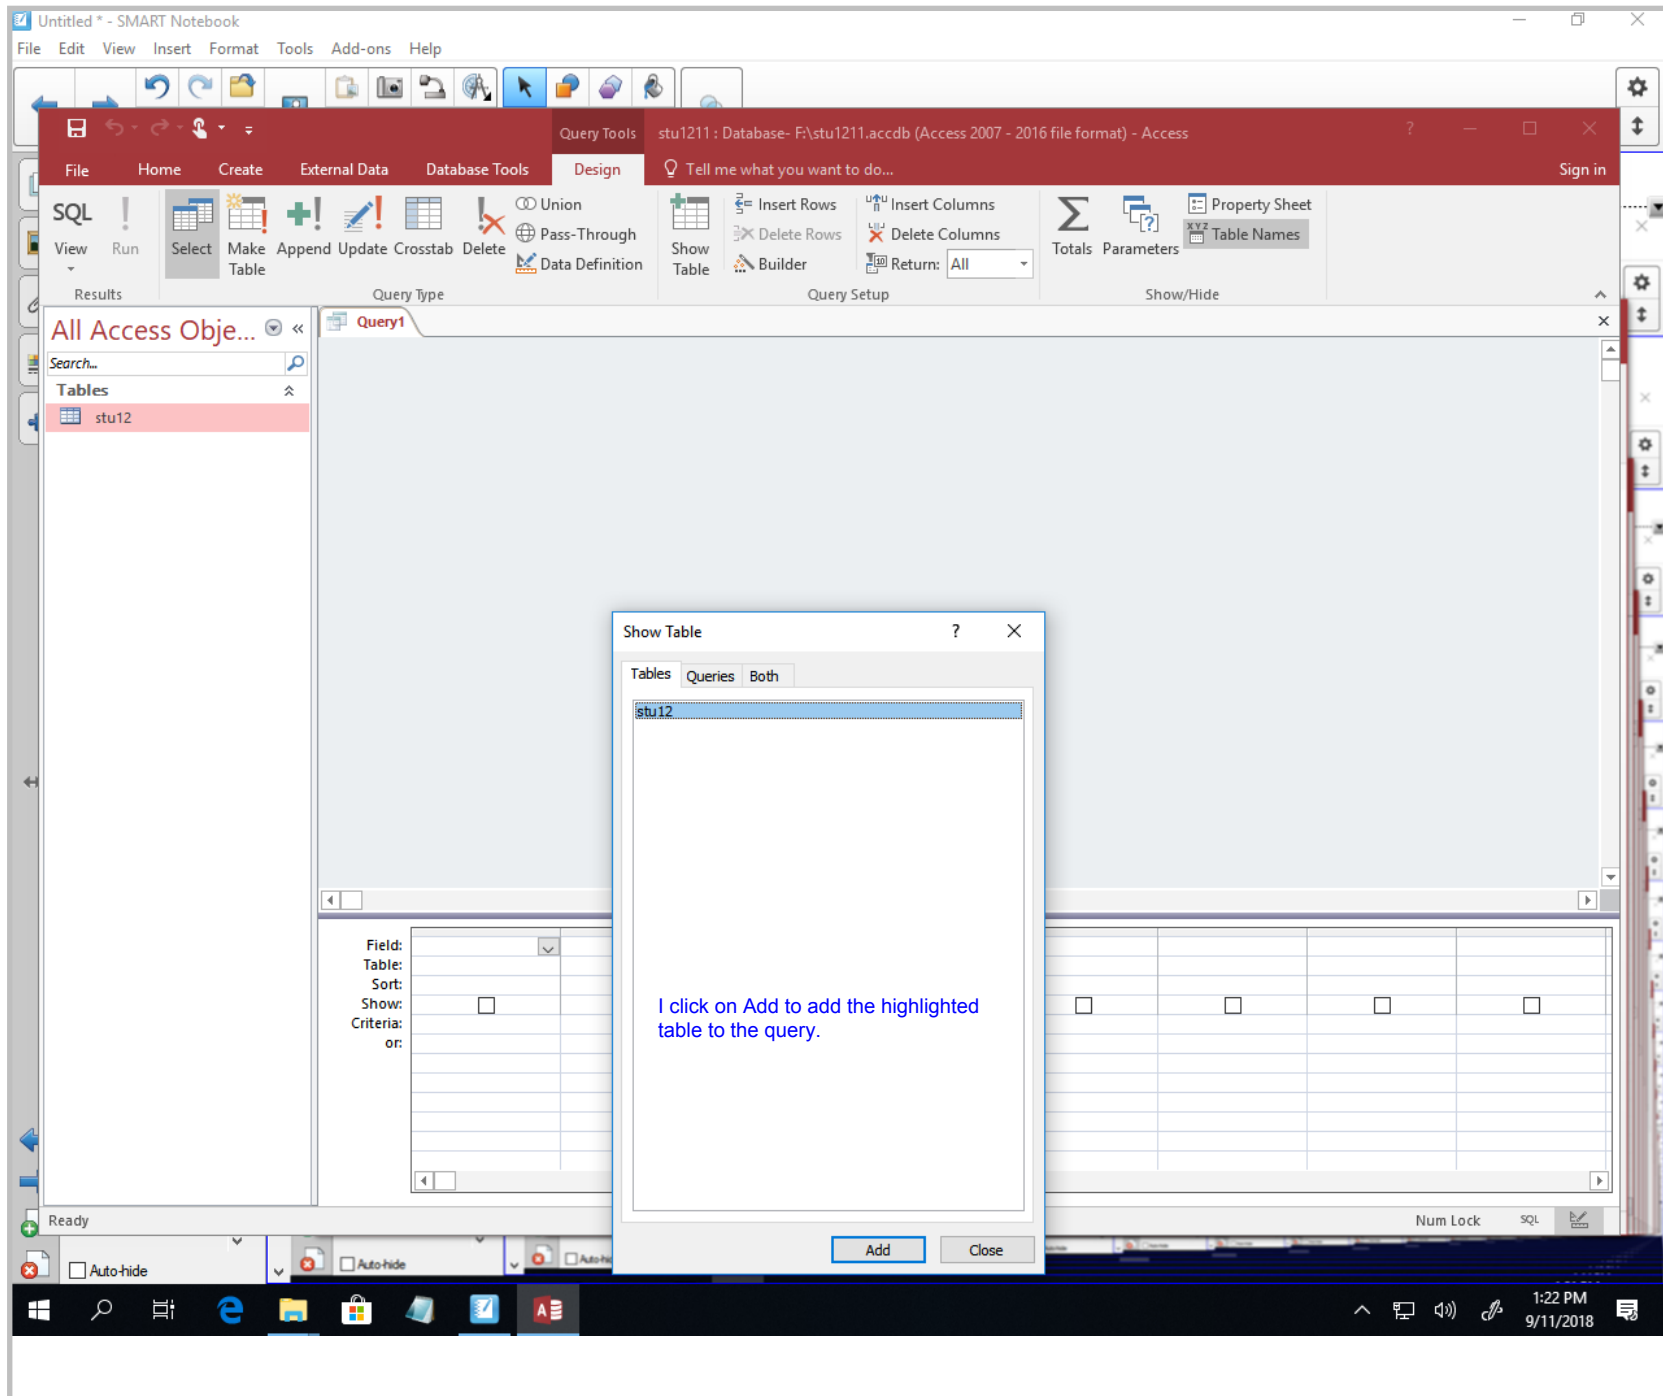 Untitled * - SMART Notebook
File Edit View Insert Format Tools Add-ons Help
Query Tools stu1211 : Database- F:\stu1211.accdb (Access 2007 - 2016 file format) - Access ?
File Home Create External Data Database Tools Design Tell me what you want to do... Sign in
SQL View Run Select Make Table Append Update Crosstab Delete
Union
Pass-Through
Data Definition
Show Table
Insert Rows
Delete Rows
Builder
Insert Columns
Delete Columns
Return: All
Totals Parameters
Property Sheet
XYZ Table Names
Results Query Type Query Setup Show/Hide
All Access Obje... «
Query1
Search...
Tables
stu12
Show Table ?
Tables Queries Both
stu12
Field:
Table:
Sort:
Show:
Criteria:
or:
I click on Add to add the highlighted
table to the query.
Add Close
Ready Num Lock SQL
Auto-hide Auto-hide
1:22 PM
9/11/2018